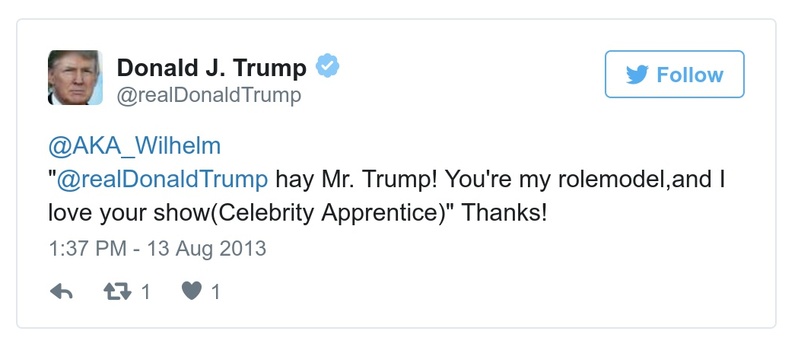 Donald J. Trump
@realDonaldTrump
Follow
@AKA_Wilhelm
"@realDonaldTrump hay Mr. Trump! You're my rolemodel,and I
love your show(Celebrity Apprentice)" Thanks!
1:37 PM - 13 Aug 2013
1 1